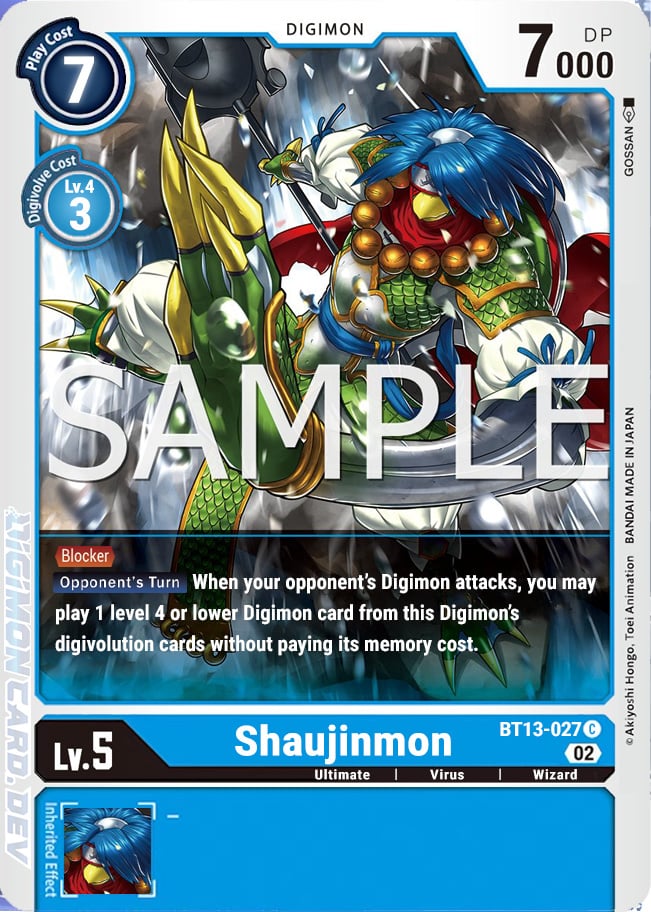 DIGIMON
Play Cost
7
7000
DP
Digivolve Cost
Lv.4
3
GOSSAN
SAMPLE
© Akiyoshi Hongo, Toei Animation BANDAI MADE IN JAPAN
Blocker
Opponent's Turn When your opponent's Digimon attacks, you may
play 1 level 4 or lower Digimon card from this Digimon's
digivolution cards without paying its memory cost.
DIGIMONCARD.DEV
Lv.5
Shaujinmon
BT13-027 C
02
Ultimate | Virus | Wizard
Inherited Effect
–